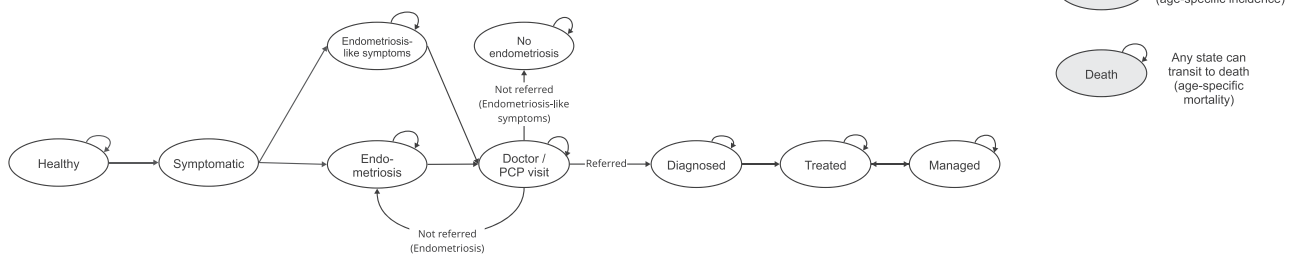 (age-specific incidence)
Endometriosis-
like symptoms
No
endometriosis
Death
Any state can
transit to death
(age-specific
mortality)
Not referred
(Endometriosis-like
symptoms)
Healthy
Symptomatic
Endo-
metriosis
Doctor /
PCP visit
Referred
Diagnosed
Treated
Managed
Not referred
(Endometriosis)